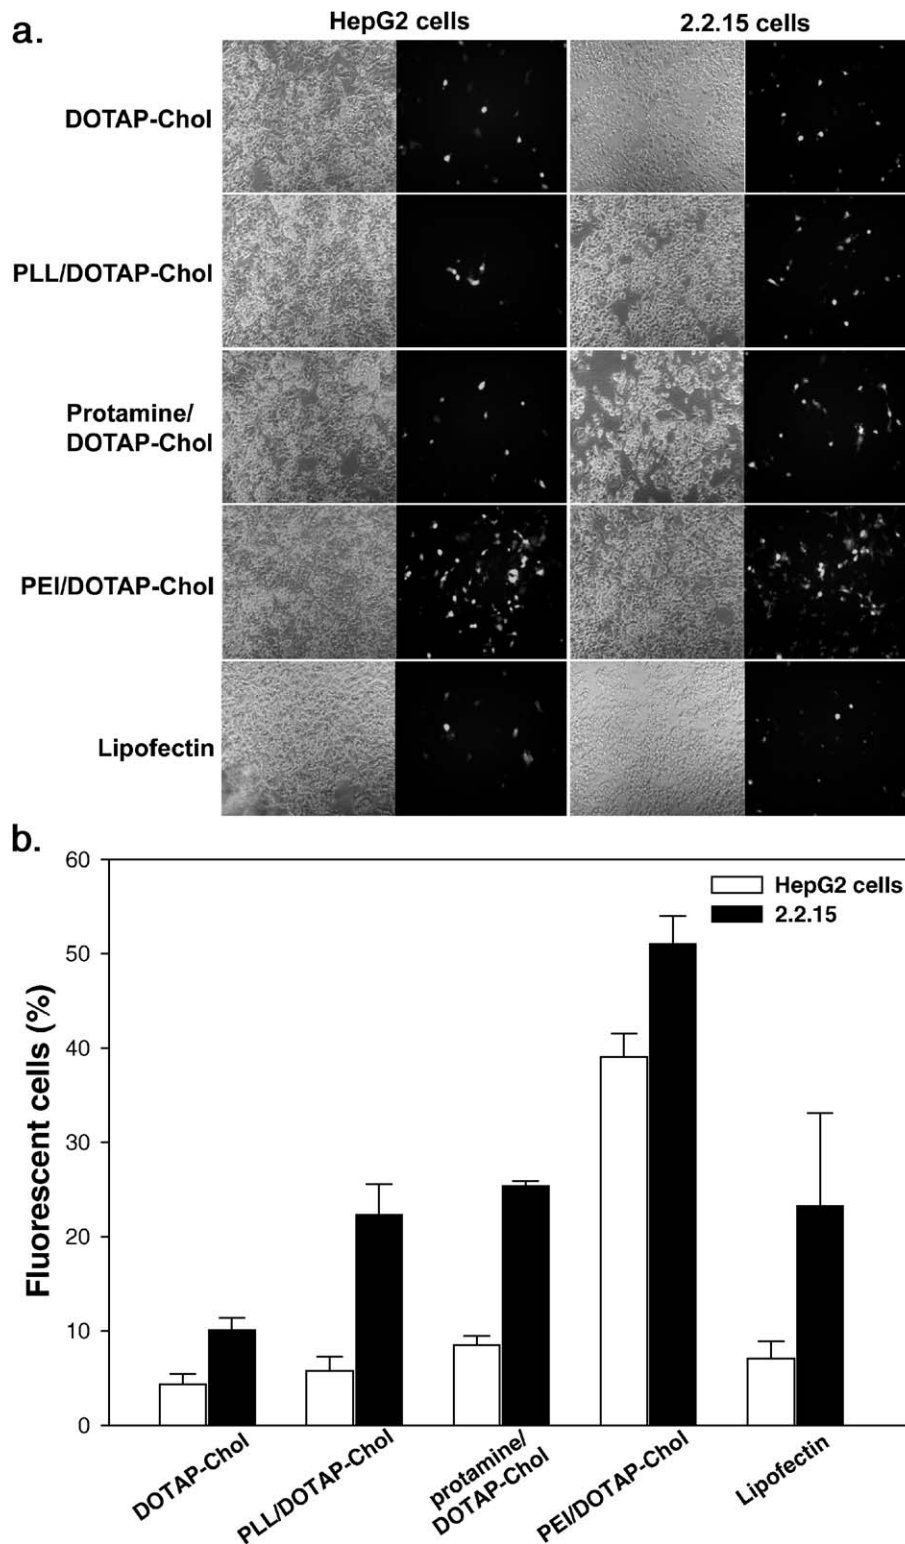 a.
HepG2 cells
2.2.15 cells
DOTAP-Chol
PLL/DOTAP-Chol
Protamine/
DOTAP-Chol
PEI/DOTAP-Chol
Lipofectin
b.
Fluorescent cells (%)
60
50
40
30
20
10
0
HepG2 cells
2.2.15
DOTAP-Chol
PLL/DOTAP-Chol
protamine/
DOTAP-Chol
PEI/DOTAP-Chol
Lipofectin